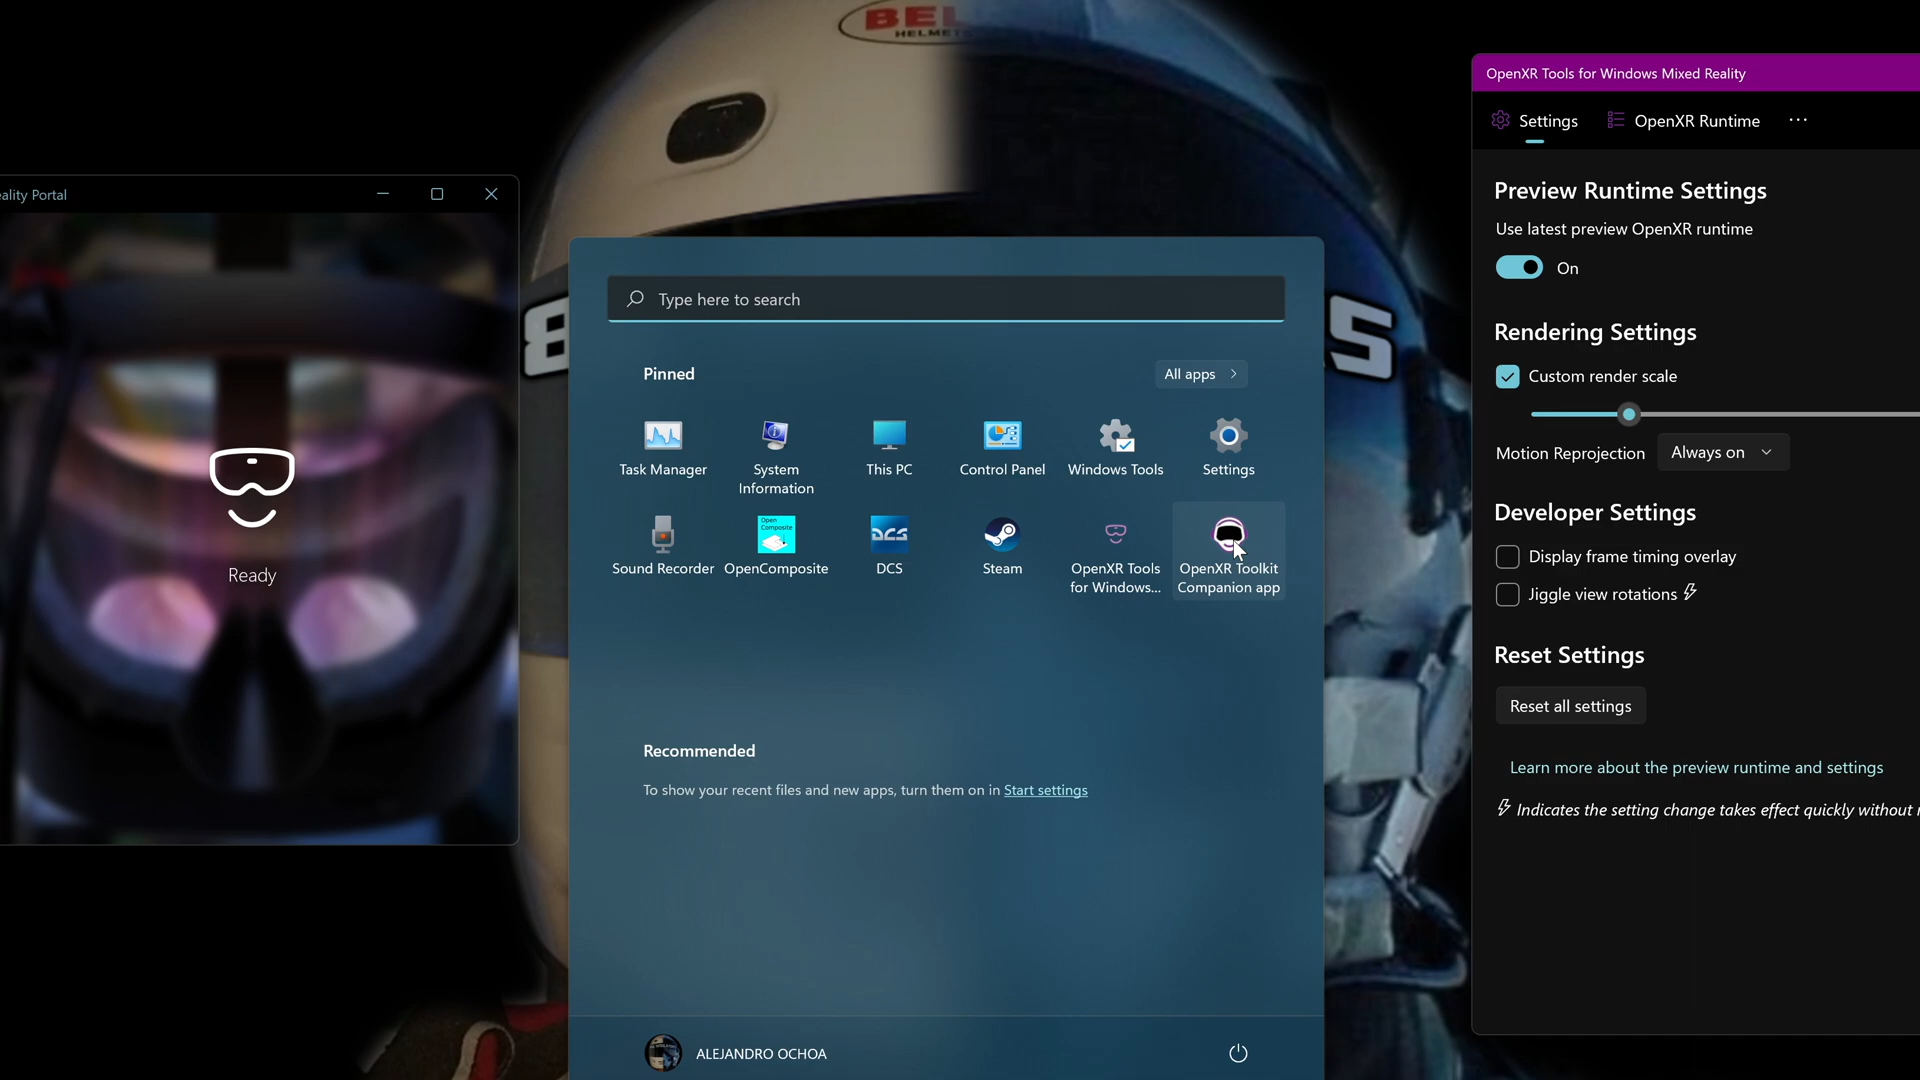 BEL
HELMET
OpenXR Tools for Windows Mixed Reality
Settings
OpenXR Runtime
Preview Runtime Settings
Use latest preview OpenXR runtime
On
Rendering Settings
Custom render scale
Motion Reprojection
Always on
Developer Settings
Display frame timing overlay
Jiggle view rotations
Reset Settings
Reset all settings
Learn more about the preview runtime and settings
Indicates the setting change takes effect quickly without
ality Portal
Ready
8
S
Type here to search
Pinned
All apps
Task Manager
System
Information
This PC
Control Panel
Windows Tools
Settings
Sound Recorder
Open
Composite
OpenComposite
DCS
DCS
Steam
OpenXR Tools
for Windows...
OpenXR Toolkit
Companion app
Recommended
To show your recent files and new apps, turn them on in Start settings
ALEJANDRO OCHOA